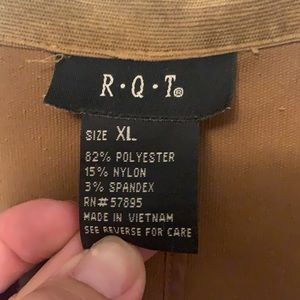 R·Q·T®
SIZE XL
82% POLYESTER
15% NYLON
3% SPANDEX
RN# 57895
MADE IN VIETNAM
SEE REVERSE FOR CARE